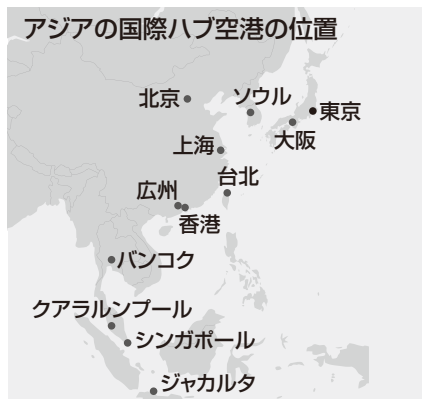 アジアの国際ハブ空港の位置
北京
ソウル
東京
大阪
上海
台北
広州
香港
バンコク
クアラルンプール
シンガポール
ジャカルタ